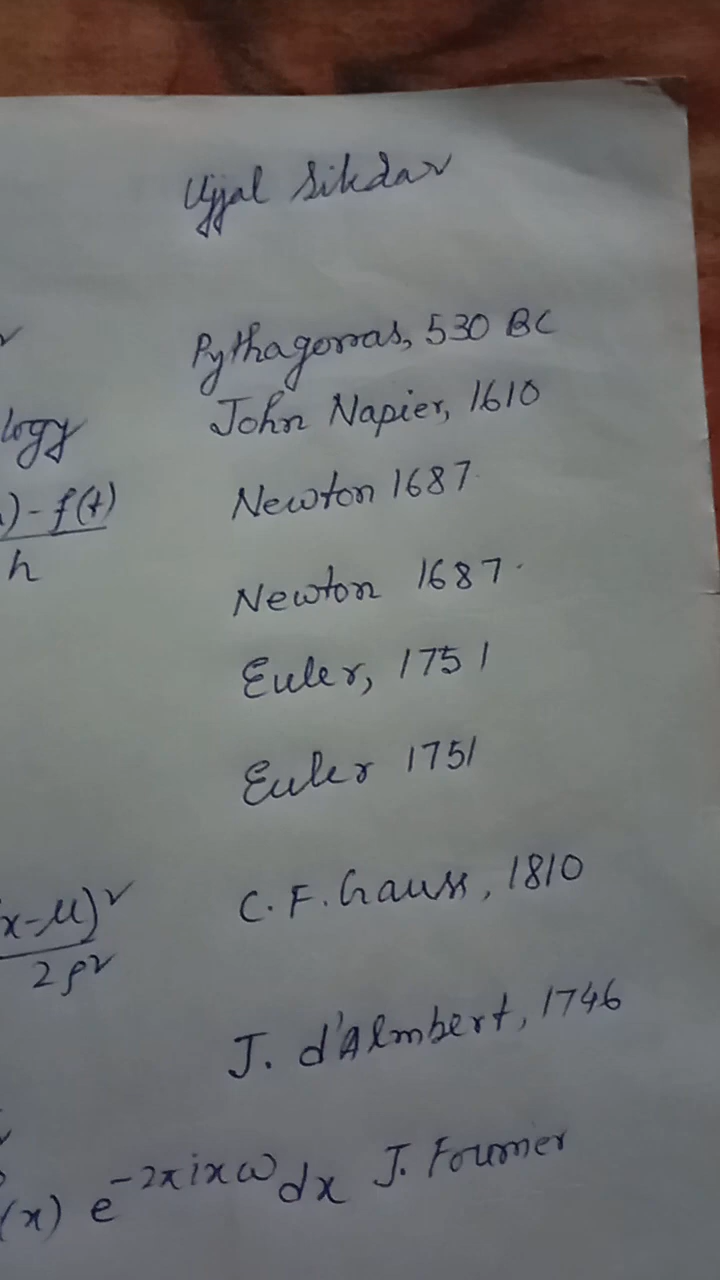 Ujjal Sikdar
Pythagorras, 530 BC
logy John Napier, 1610
)-f(t)
h
Newton 1687
Newton 1687.
Euler, 1751
Euler 1751
x-μ)²
2ρ²
C. F. Gauss, 1810
J. d'Almbert, 1746
(x) e^-2πixω dx J. Fourrier